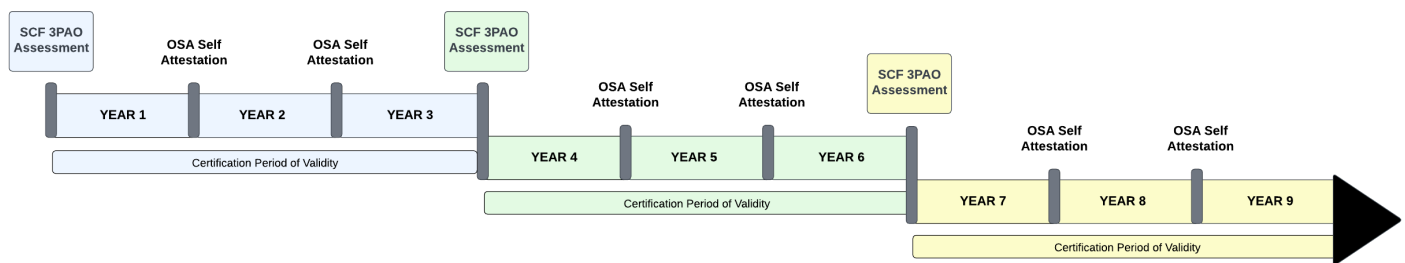 SCF 3PAO
Assessment
OSA Self
Attestation
OSA Self
Attestation
YEAR 1
YEAR 2
YEAR 3
Certification Period of Validity
SCF 3PAO
Assessment
OSA Self
Attestation
OSA Self
Attestation
YEAR 4
YEAR 5
YEAR 6
Certification Period of Validity
SCF 3PAO
Assessment
OSA Self
Attestation
OSA Self
Attestation
YEAR 7
YEAR 8
YEAR 9
Certification Period of Validity